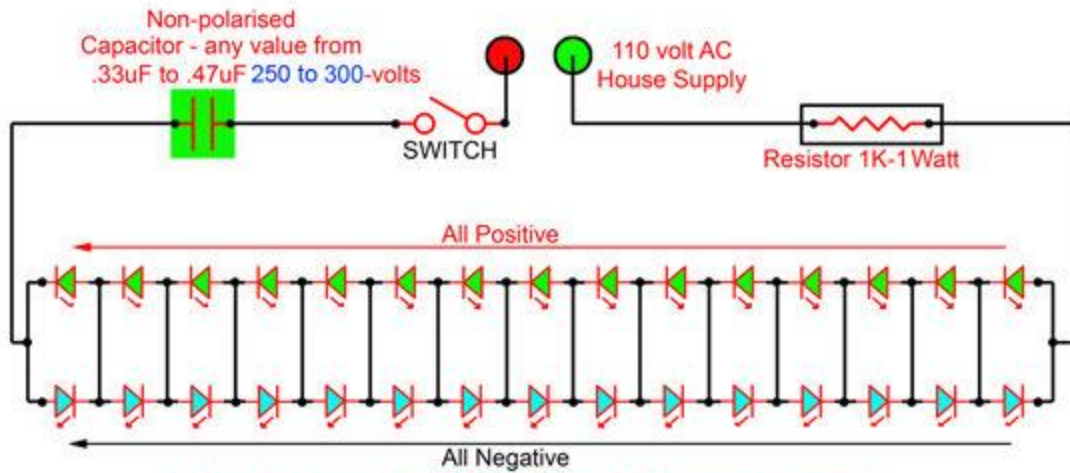 Non-polarised
Capacitor - any value from
.33uF to .47uF 250 to 300-volts
110 volt AC
House Supply
SWITCH
Resistor 1K-1Watt
All Positive
All Negative